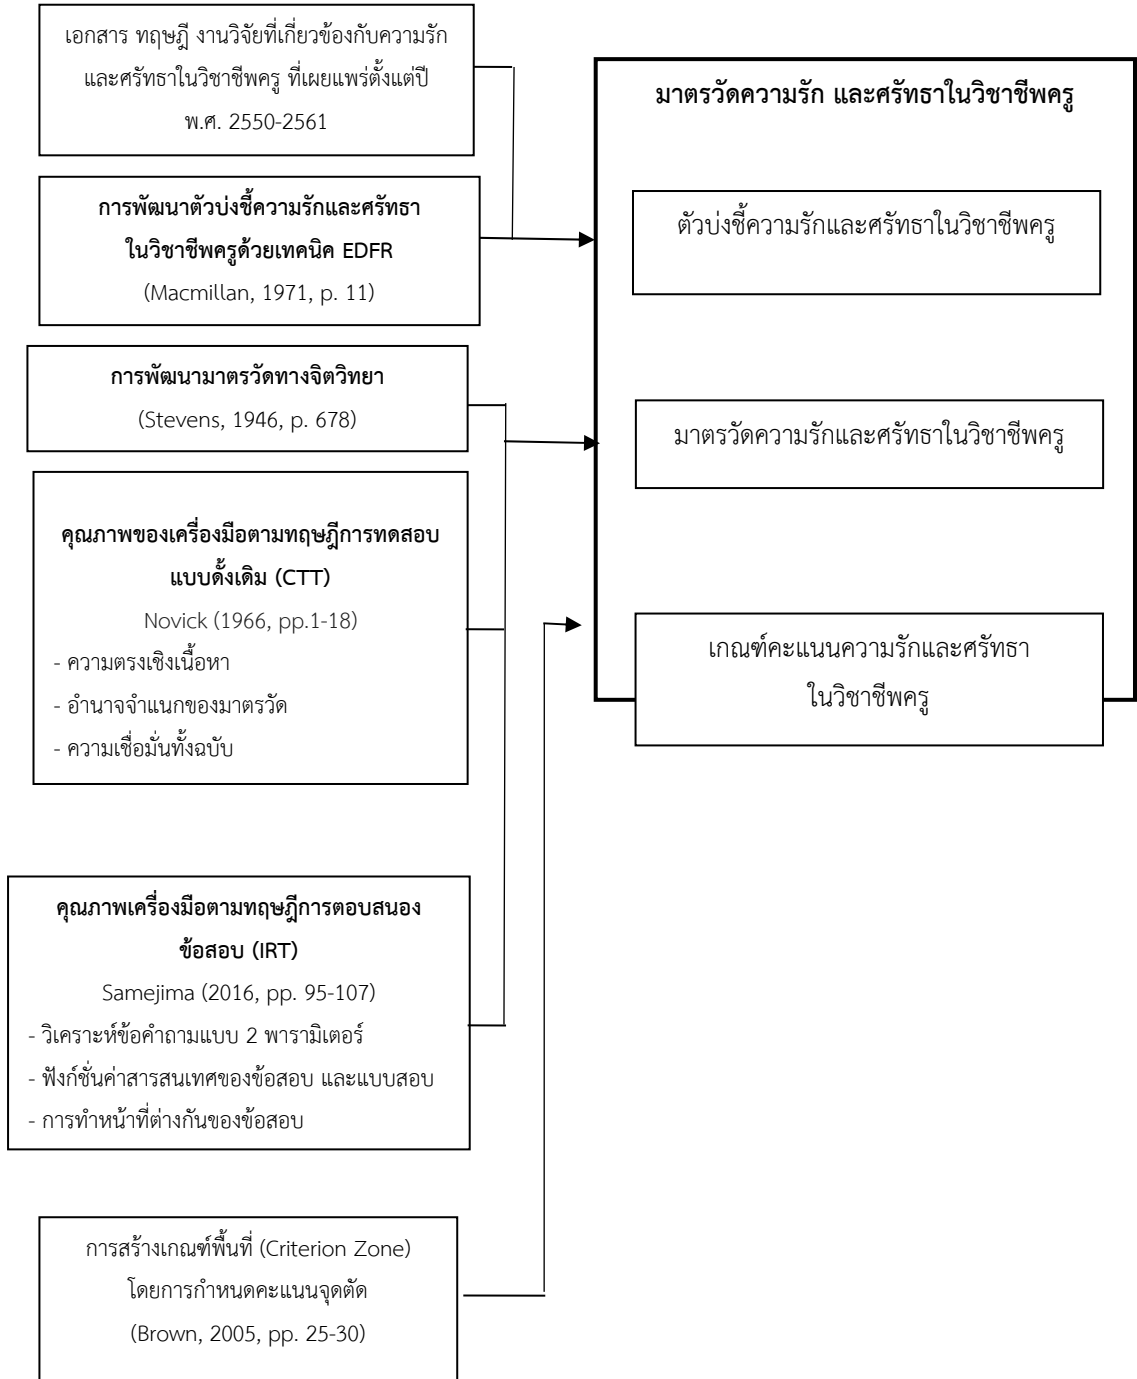 เอกสาร ทฤษฎี งานวิจัยที่เกี่ยวข้องกับความรัก
และศรัทธาในวิชาชีพครู ที่เผยแพร่ตั้งแต่ปี
พ.ศ. 2550-2561
การพัฒนาตัวบ่งชี้ความรักและศรัทธา
ในวิชาชีพครูด้วยเทคนิค EDFR
(Macmillan, 1971, p. 11)
การพัฒนามาตรวัดทางจิตวิทยา
(Stevens, 1946, p. 678)
คุณภาพของเครื่องมือตามทฤษฎีการทดสอบ
แบบดั้งเดิม (CTT)
Novick (1966, pp.1-18)
- ความตรงเชิงเนื้อหา
- อำนาจจำแนกของมาตรวัด
- ความเชื่อมั่นทั้งฉบับ
คุณภาพเครื่องมือตามทฤษฎีการตอบสนอง
ข้อสอบ (IRT)
Samejima (2016, pp. 95-107)
- วิเคราะห์ข้อคำถามแบบ 2 พารามิเตอร์
- ฟังก์ชั่นค่าสารสนเทศของข้อสอบ และแบบสอบ
- การทำหน้าที่ต่างกันของข้อสอบ
การสร้างเกณฑ์พื้นที่ (Criterion Zone)
โดยการกำหนดคะแนนจุดตัด
(Brown, 2005, pp. 25-30)
มาตรวัดความรัก และศรัทธาในวิชาชีพครู
ตัวบ่งชี้ความรักและศรัทธาในวิชาชีพครู
มาตรวัดความรักและศรัทธาในวิชาชีพครู
เกณฑ์คะแนนความรักและศรัทธา
ในวิชาชีพครู